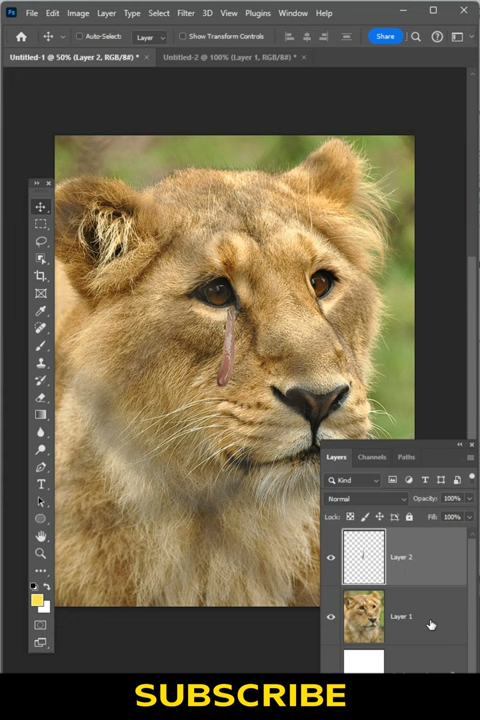 Ps File Edit Image Layer Type Select Filter 3D View Plugins Window Help
Auto-Select: Layer Show Transform Controls Share
Untitled-1 @ 50% (Layer 2, RGB/8#) * × Untitled-2 @ 100% (Layer 1, RGB/8#) * ×
Layers Channels Paths
Kind
Normal Opacity: 100%
Lock: Fill: 100%
Layer 2
Layer 1
SUBSCRIBE